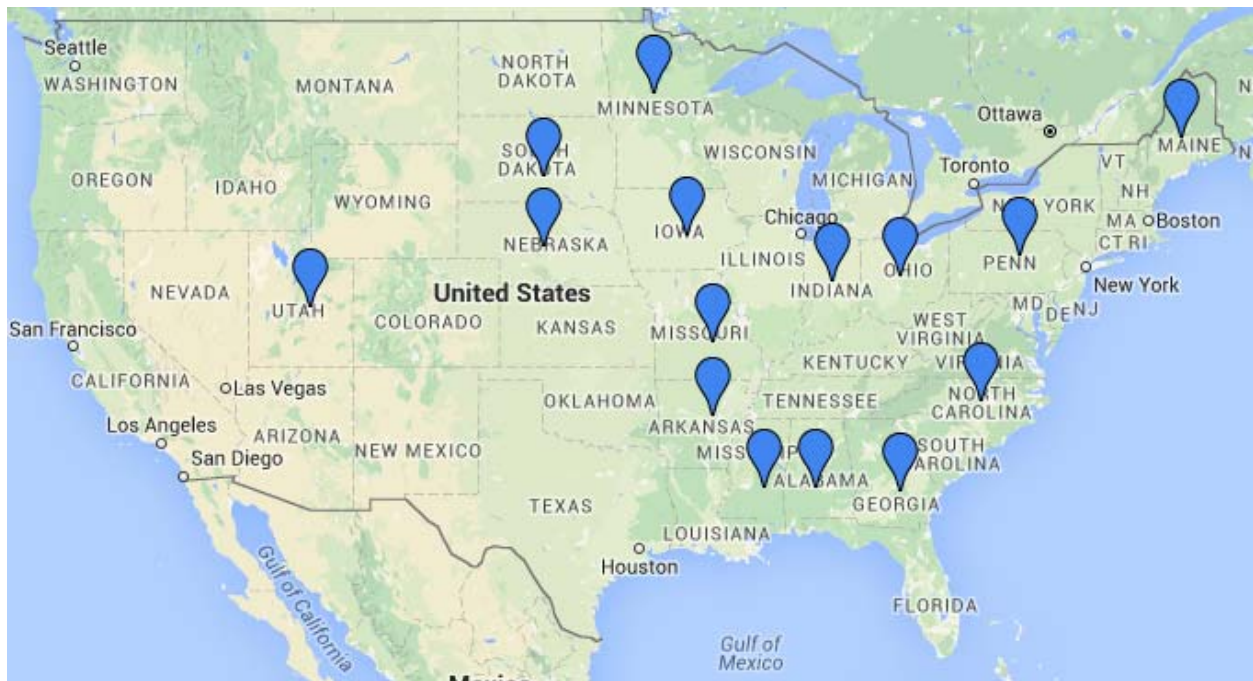 Seattle
WASHINGTON
MONTANA
NORTH
DAKOTA
MINNESOTA
Ottawa
MAINE
OREGON
IDAHO
WYOMING
SOUTH
DAKOTA
WISCONSIN
MICHIGAN
Toronto
VT
NH
NEW YORK
MA
Boston
CT
RI
NEBRASKA
IOWA
Chicago
ILLINOIS
INDIANA
OHIO
PENN
New York
NEVADA
UTAH
COLORADO
United States
KANSAS
MISSOURI
WEST
VIRGINIA
MD
DE
NJ
San Francisco
CALIFORNIA
Las Vegas
KENTUCKY
VIRGINIA
Los Angeles
ARIZONA
NEW MEXICO
OKLAHOMA
ARKANSAS
TENNESSEE
NORTH
CAROLINA
San Diego
TEXAS
ALABAMA
GEORGIA
SOUTH
CAROLINA
LOUISIANA
Houston
FLORIDA
Gulf of California
Gulf of
Mexico
Mexico